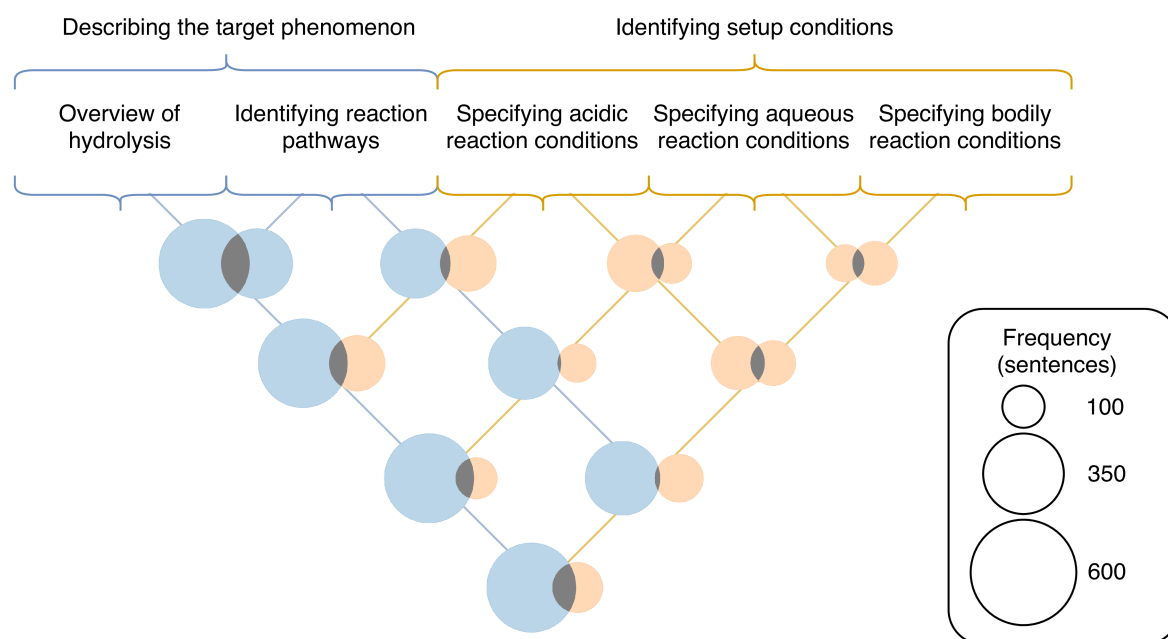 Describing the target phenomenon
Identifying setup conditions
Overview of
hydrolysis
Identifying reaction
pathways
Specifying acidic
reaction conditions
Specifying aqueous
reaction conditions
Specifying bodily
reaction conditions
Frequency
(sentences)
100
350
600